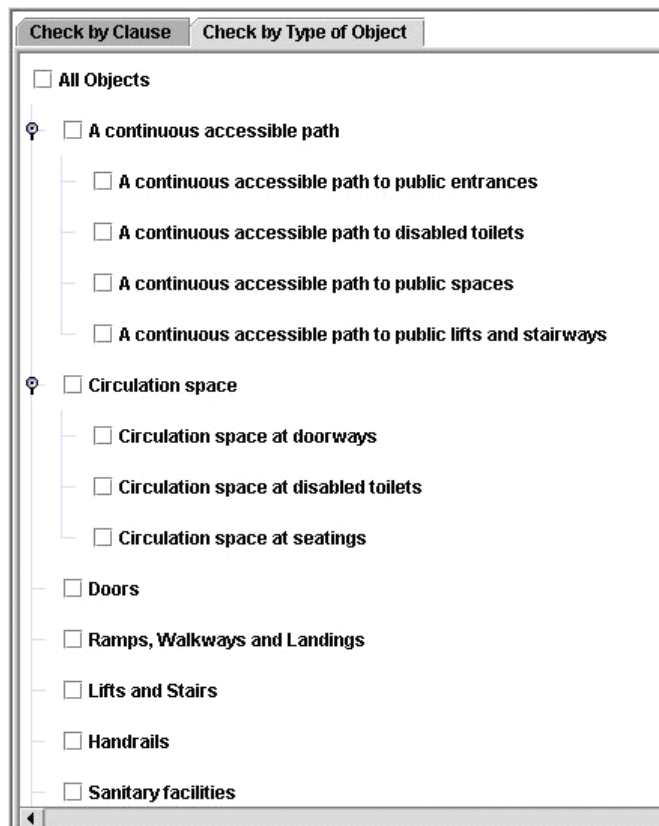 Check by Clause Check by Type of Object
All Objects
A continuous accessible path
A continuous accessible path to public entrances
A continuous accessible path to disabled toilets
A continuous accessible path to public spaces
A continuous accessible path to public lifts and stairways
Circulation space
Circulation space at doorways
Circulation space at disabled toilets
Circulation space at seatings
Doors
Ramps, Walkways and Landings
Lifts and Stairs
Handrails
Sanitary facilities